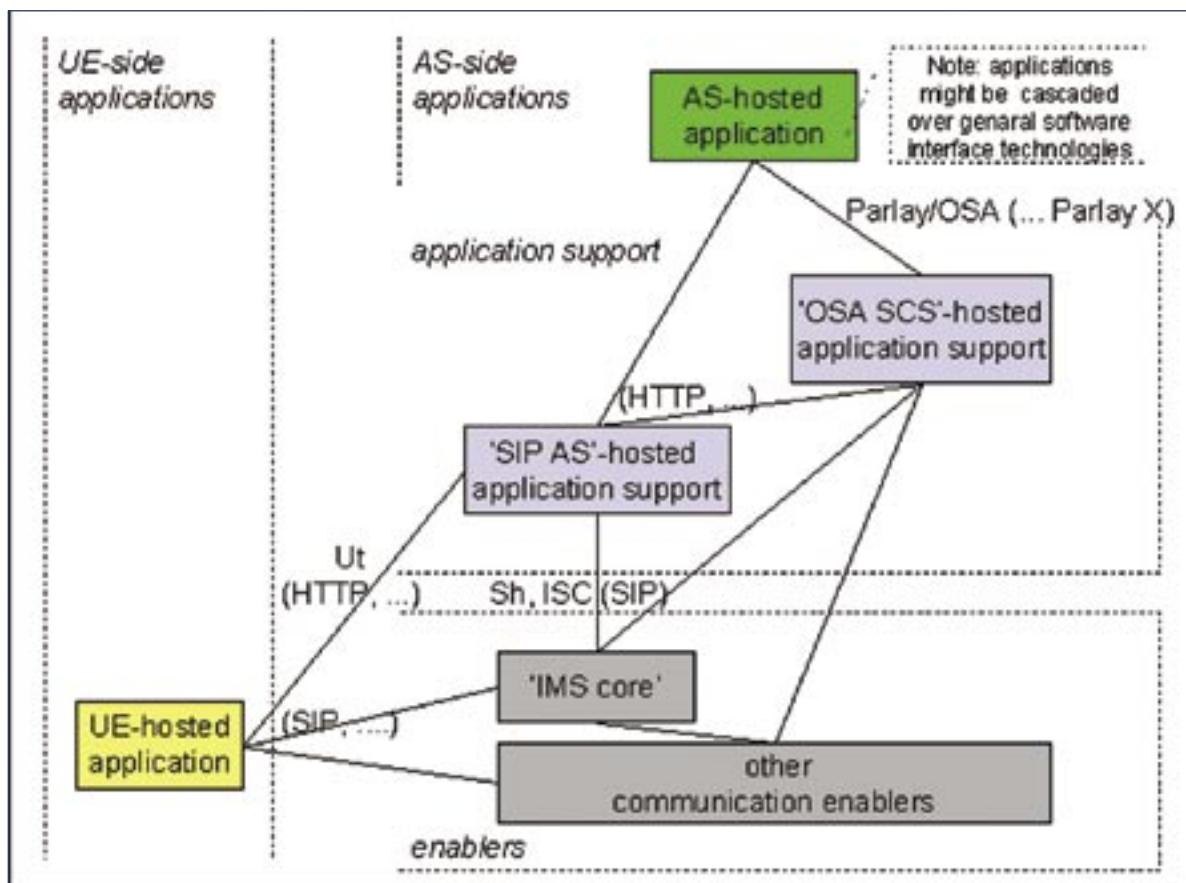 UE-side
applications
AS-side
applications
AS-hosted
application
Note: applications
might be cascaded
over genaral software
interface technologies
Parlay/OSA (... Parlay X)
application support
'OSA SCS'-hosted
application support
(HTTP, ...)
'SIP AS'-hosted
application support
Ut
(HTTP, ...)
Sh, ISC (SIP)
'IMS core'
UE-hosted
application
(SIP, ...)
other
communication enablers
enablers